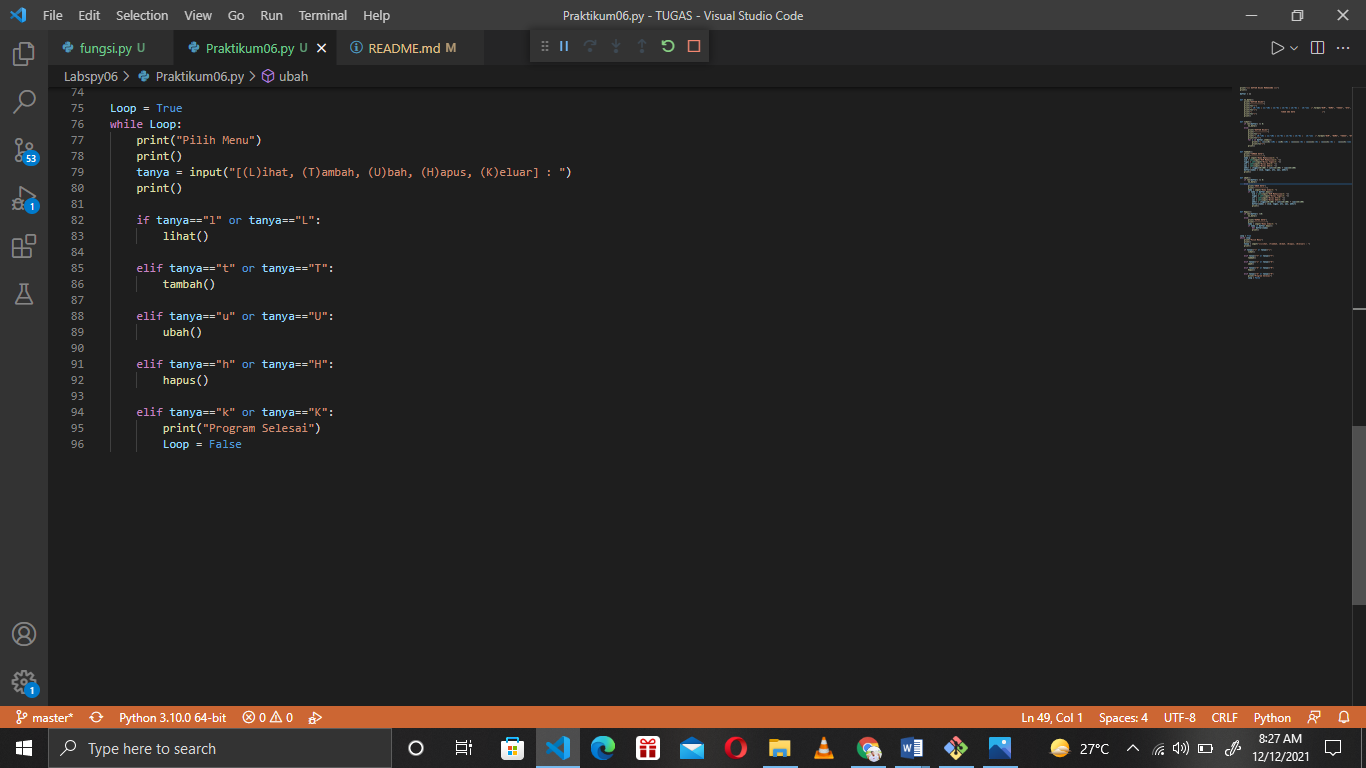 File Edit Selection View Go Run Terminal Help
Praktikum06.py - TUGAS - Visual Studio Code
fungsi.py U
Praktikum06.py U
README.md M
Labspy06 > Praktikum06.py > ubah
74
75 Loop = True
76 while Loop:
77 print("Pilih Menu")
78 print()
79 tanya = input("[(L)ihat, (T)ambah, (U)bah, (H)apus, (K)eluar] : ")
80 print()
81
82 if tanya=="l" or tanya=="L":
83 lihat()
84
85 elif tanya=="t" or tanya=="T":
86 tambah()
87
88 elif tanya=="u" or tanya=="U":
89 ubah()
90
91 elif tanya=="h" or tanya=="H":
92 hapus()
93
94 elif tanya=="k" or tanya=="K":
95 print("Program Selesai")
96 Loop = False
53
1
1
master* Python 3.10.0 64-bit 0 0 Ln 49, Col 1 Spaces: 4 UTF-8 CRLF Python
Type here to search
27°C
8:27 AM
12/12/2021